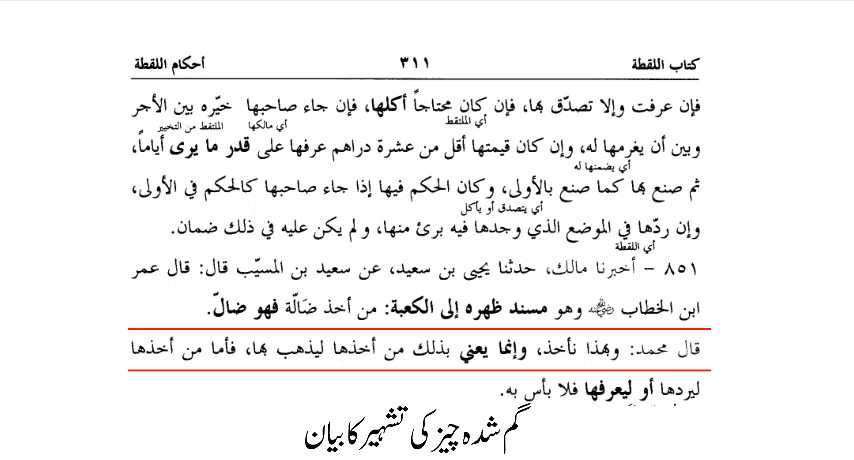 كتاب اللقطة ٣١١ أحكام اللقطة
فإن عرفت وإلا تصدّق بها، فإن كان محتاجاً أكلها، فإن جاء صاحبها خيّره بين الأجر
أي الملتقط أي مالكها الملتقط من التخيير
وبين أن يغرمها له، وإن كان قيمتها أقل من عشرة دراهم عرفها على قدر ما يرى أياماً،
أي يضمنها له
ثم صنع بها كما صنع بالأولى، وكان الحكم فيها إذا جاء صاحبها كالحكم في الأولى،
أي يتصدق أو يأكل
وإن ردّها في الموضع الذي وجدها فيه برئ منها، ولم يكن عليه في ذلك ضمان.
أي اللقطة
٨٥١ - أخبرنا مالك، حدثنا يحيى بن سعيد، عن سعيد بن المسيّب قال: قال عمر
ابن الخطاب رضي الله عنه وهو مسند ظهره إلى الكعبة: من أخذ ضَالّة فهو ضالّ.
قال محمد: وبهذا نأخذ، وإنما يعني بذلك من أخذها ليذهب بها، فأما من أخذها
ليردها أو ليعرفها فلا بأس به.
گم شدہ چیز کی تشہیر کا بیان